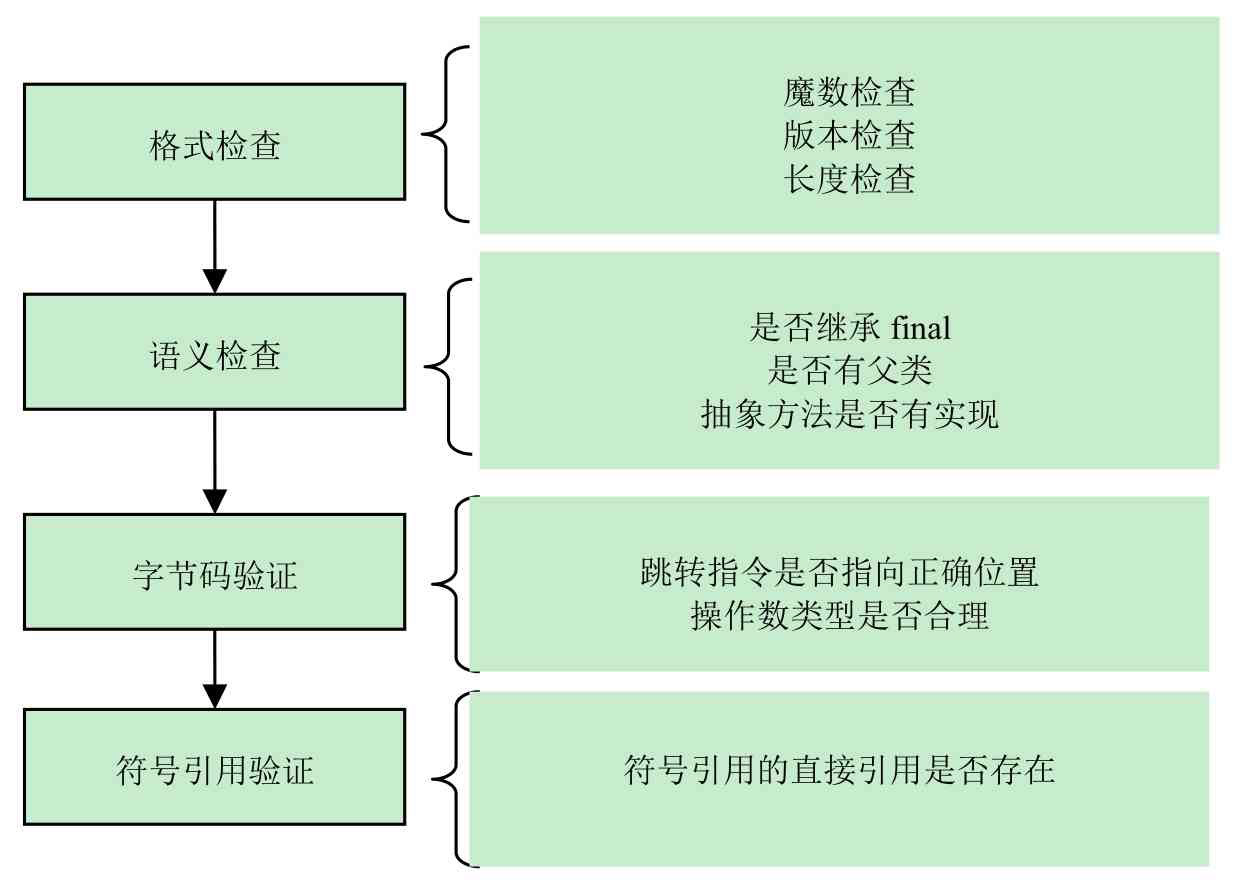 格式检查
魔数检查
版本检查
长度检查
语义检查
是否继承 final
是否有父类
抽象方法是否有实现
字节码验证
跳转指令是否指向正确位置
操作数类型是否合理
符号引用验证
符号引用的直接引用是否存在